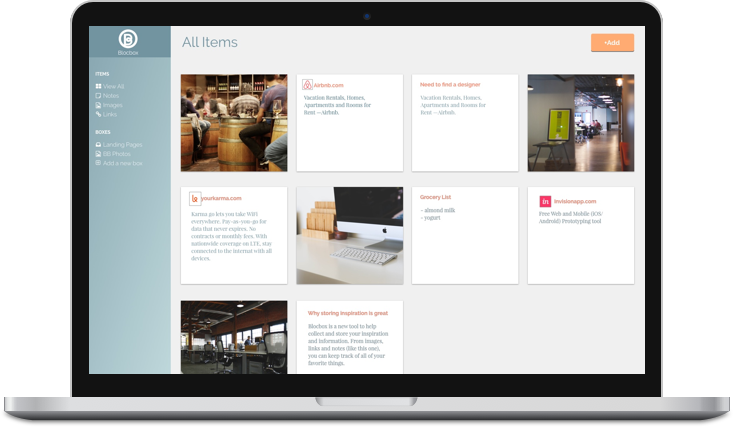 Blocbox
All Items
+Add
ITEMS
View All
Notes
Images
Links
BOXES
Landing Pages
BB Photos
Add a new box
Airbnb.com
Vacation Rentals, Homes,
Apartments and Rooms for
Rent —Airbnb.
Need to find a designer
Vacation Rentals, Homes,
Apartments and Rooms for
Rent —Airbnb.
yourkarma.com
Karma go lets you take WiFi
everywhere. Pay-as-you-go for
data that never expires. No
contracts or monthly fees. With
nationwide coverage on LTE, stay
connected to the internat with all
devices.
Grocery List
- almond milk
- yogurt
in
invisionapp.com
Free Web and Mobile (iOS/
Android) Prototyping tool
Why storing inspiration is great
Blocbox is a new tool to help
collect and store your inspiration
and information. From images,
links and notes (like this one),
you can keep track of all of your
favorite things.